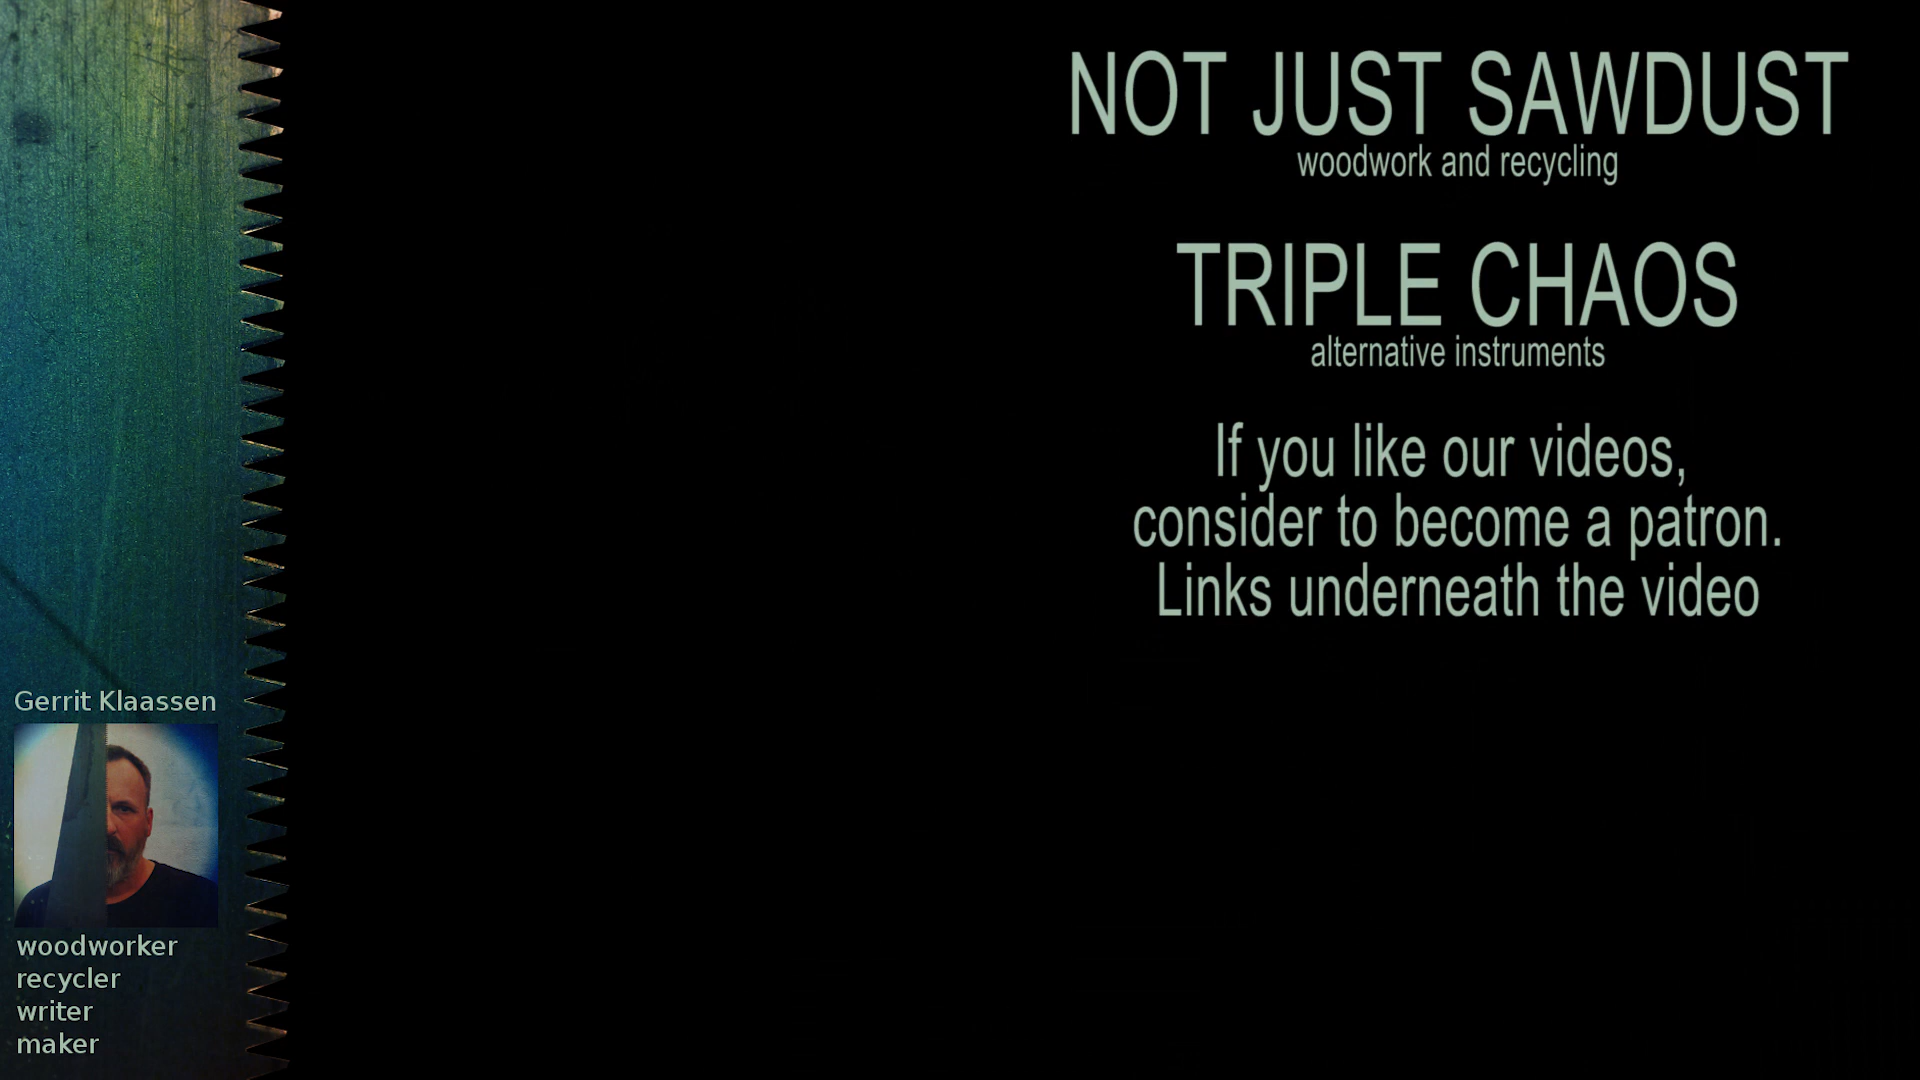 NOT JUST SAWDUST
woodwork and recycling
TRIPLE CHAOS
alternative instruments
If you like our videos,
consider to become a patron.
Links underneath the video
Gerrit Klaassen
woodworker
recycler
writer
maker